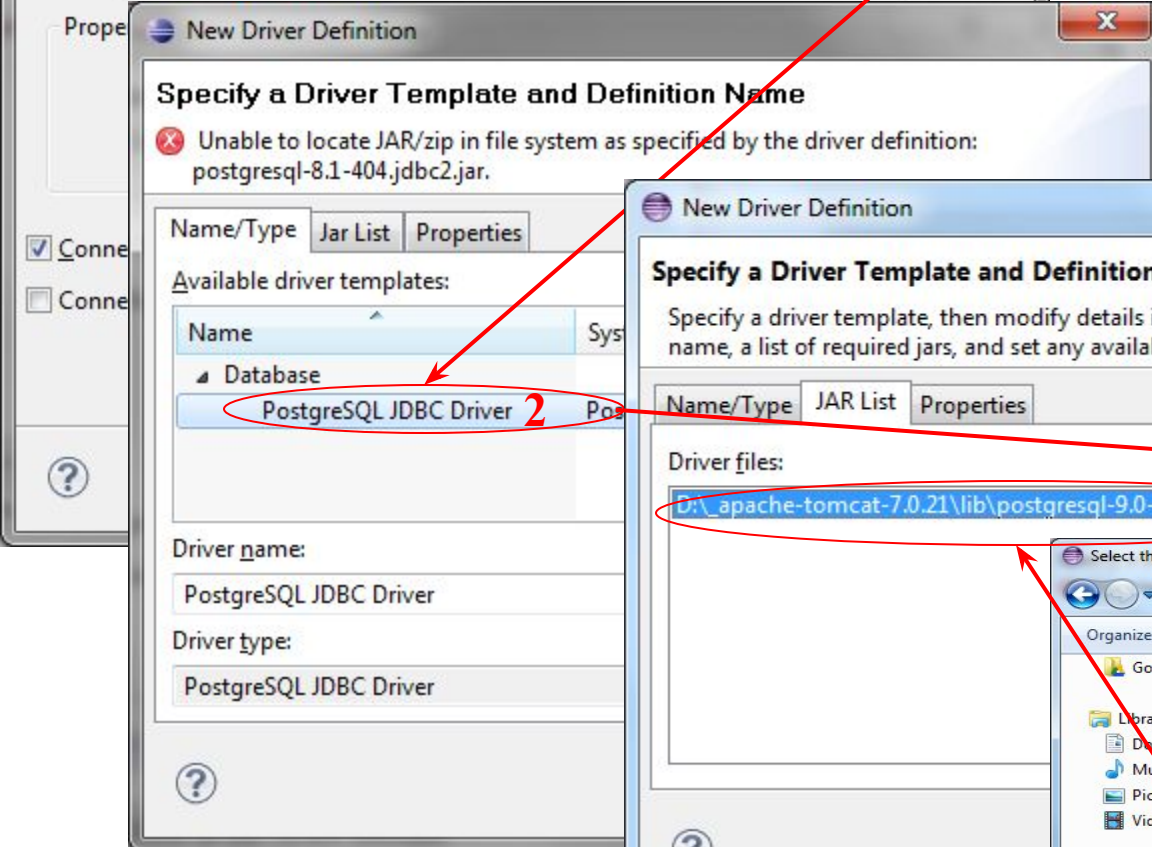 Prope
Conne
Conne
New Driver Definition
Specify a Driver Template and Definition Name
Unable to locate JAR/zip in file system as specified by the driver definition:
postgresql-8.1-404.jdbc2.jar.
Name/Type Jar List Properties
Available driver templates:
Name Syst
Database
PostgreSQL JDBC Driver 2 Pos
Driver name:
PostgreSQL JDBC Driver
Driver type:
PostgreSQL JDBC Driver
New Driver Definition
Specify a Driver Template and Definition
Specify a driver template, then modify details i
name, a list of required jars, and set any availa
Name/Type JAR List Properties
Driver files:
D:\_apache-tomcat-7.0.21\lib\postgresql-9.0-
Select th
Organize
Go
Libra
Do
Mu
Pic
Vid